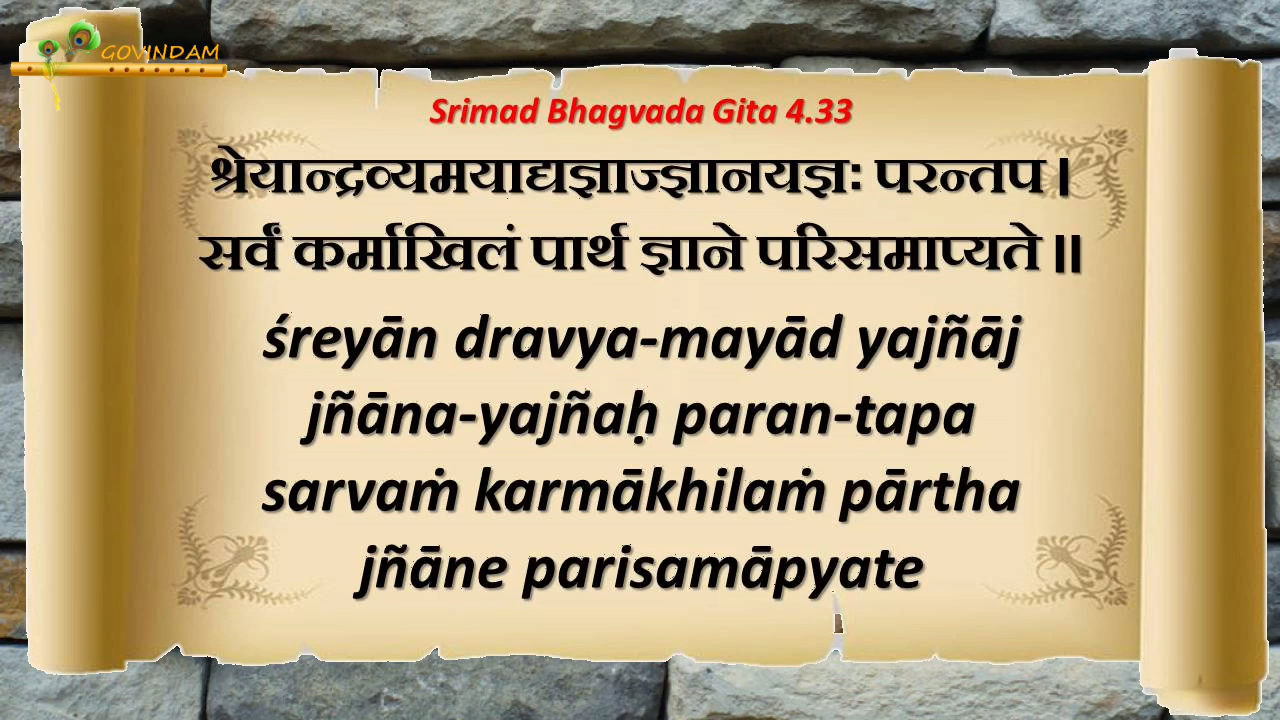 GOVINDAM
Srimad Bhagvada Gita 4.33
श्रेयान्द्रव्यमयाद्यज्ञाज्ज्ञानयज्ञः परन्तप।
सर्वं कर्माखिलं पार्थ ज्ञाने परिसमाप्यते॥
śreyān dravya-mayād yajñāj
jñāna-yajñaḥ paran-tapa
sarvaṁ karmākhilaṁ pārtha
jñāne parisamāpyate